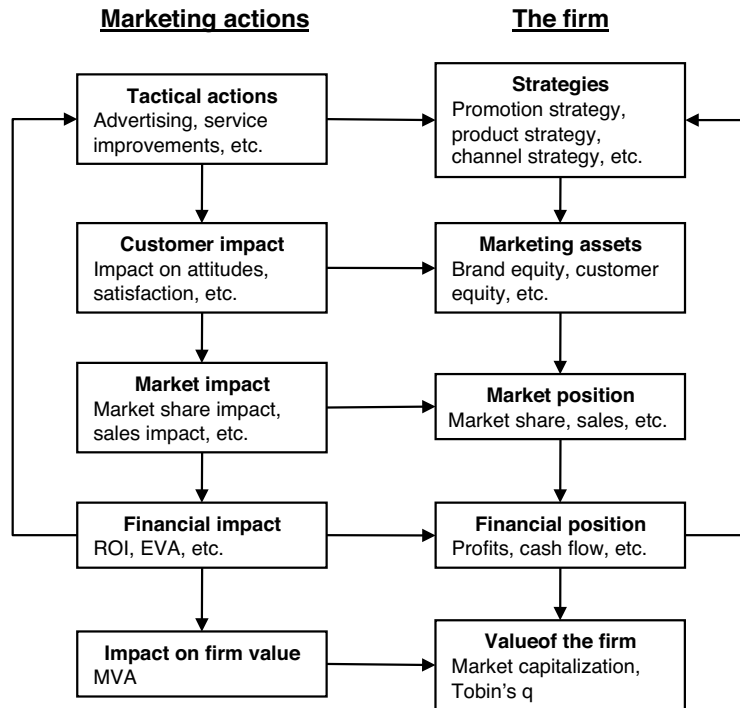 Marketing actions
The firm
Tactical actions
Advertising, service
improvements, etc.
Strategies
Promotion strategy,
product strategy,
channel strategy, etc.
Customer impact
Impact on attitudes,
satisfaction, etc.
Marketing assets
Brand equity, customer
equity, etc.
Market impact
Market share impact,
sales impact, etc.
Market position
Market share, sales, etc.
Financial impact
ROI, EVA, etc.
Financial position
Profits, cash flow, etc.
Impact on firm value
MVA
Valueof the firm
Market capitalization,
Tobin's q